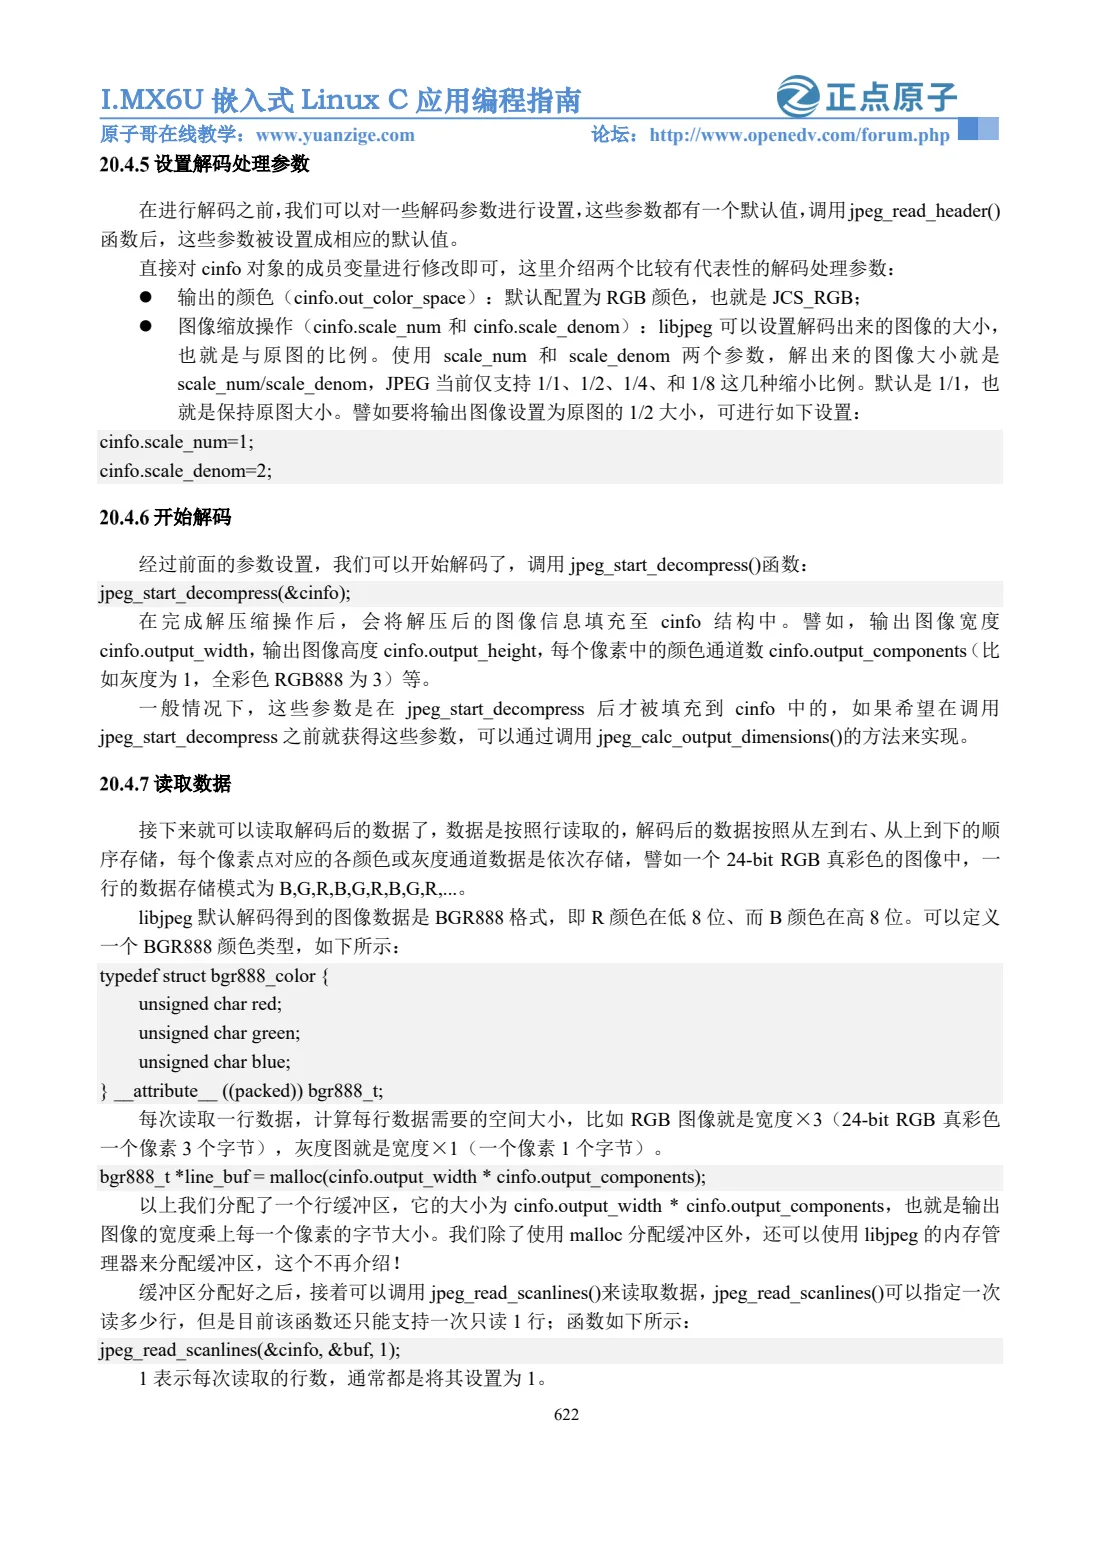 I.MX6U 嵌入式 Linux C 应用编程指南
正点原子
原子哥在线教学：www.yuanzige.com
论坛：http://www.openedv.com/forum.php
20.4.5 设置解码处理参数
在进行解码之前，我们可以对一些解码参数进行设置，这些参数都有一个默认值，调用 jpeg_read_header()
函数后，这些参数被设置成相应的默认值。
直接对 cinfo 对象的成员变量进行修改即可，这里介绍两个比较有代表性的解码处理参数：
● 输出的颜色（cinfo.out_color_space）：默认配置为 RGB 颜色，也就是 JCS_RGB；
● 图像缩放操作（cinfo.scale_num 和 cinfo.scale_denom）：libjpeg 可以设置解码出来的图像的大小，
也就是与原图的比例。使用 scale_num 和 scale_denom 两个参数，解出来的图像大小就是
scale_num/scale_denom，JPEG 当前仅支持 1/1、1/2、1/4、和 1/8 这几种缩小比例。默认是 1/1，也
就是保持原图大小。譬如要将输出图像设置为原图的 1/2 大小，可进行如下设置：
cinfo.scale_num=1;
cinfo.scale_denom=2;
20.4.6 开始解码
经过前面的参数设置，我们可以开始解码了，调用 jpeg_start_decompress()函数：
jpeg_start_decompress(&cinfo);
在完成解压缩操作后，会将解压后的图像信息填充至 cinfo 结构中。譬如，输出图像宽度
cinfo.output_width，输出图像高度 cinfo.output_height，每个像素中的颜色通道数 cinfo.output_components（比
如灰度为 1，全彩色 RGB888 为 3）等。
一般情况下，这些参数是在 jpeg_start_decompress 后才被填充到 cinfo 中的，如果希望在调用
jpeg_start_decompress 之前就获得这些参数，可以通过调用 jpeg_calc_output_dimensions()的方法来实现。
20.4.7 读取数据
接下来就可以读取解码后的数据了，数据是按照行读取的，解码后的数据按照从左到右、从上到下的顺
序存储，每个像素点对应的各颜色或灰度通道数据是依次存储，譬如一个 24-bit RGB 真彩色的图像中，一
行的数据存储模式为 B,G,R,B,G,R,B,G,R,...。
libjpeg 默认解码得到的图像数据是 BGR888 格式，即 R 颜色在低 8 位、而 B 颜色在高 8 位。可以定义
一个 BGR888 颜色类型，如下所示：
typedef struct bgr888_color {
unsigned char red;
unsigned char green;
unsigned char blue;
} __attribute__ ((packed)) bgr888_t;
每次读取一行数据，计算每行数据需要的空间大小，比如 RGB 图像就是宽度×3（24-bit RGB 真彩色
一个像素 3 个字节），灰度图就是宽度×1（一个像素 1 个字节）。
bgr888_t *line_buf = malloc(cinfo.output_width * cinfo.output_components);
以上我们分配了一个行缓冲区，它的大小为 cinfo.output_width * cinfo.output_components，也就是输出
图像的宽度乘上每一个像素的字节大小。我们除了使用 malloc 分配缓冲区外，还可以使用 libjpeg 的内存管
理器来分配缓冲区，这个不再介绍！
缓冲区分配好之后，接着可以调用 jpeg_read_scanlines()来读取数据，jpeg_read_scanlines()可以指定一次
读多少行，但是目前该函数还只能支持一次只读 1 行；函数如下所示：
jpeg_read_scanlines(&cinfo, &buf, 1);
1 表示每次读取的行数，通常都是将其设置为 1。
622